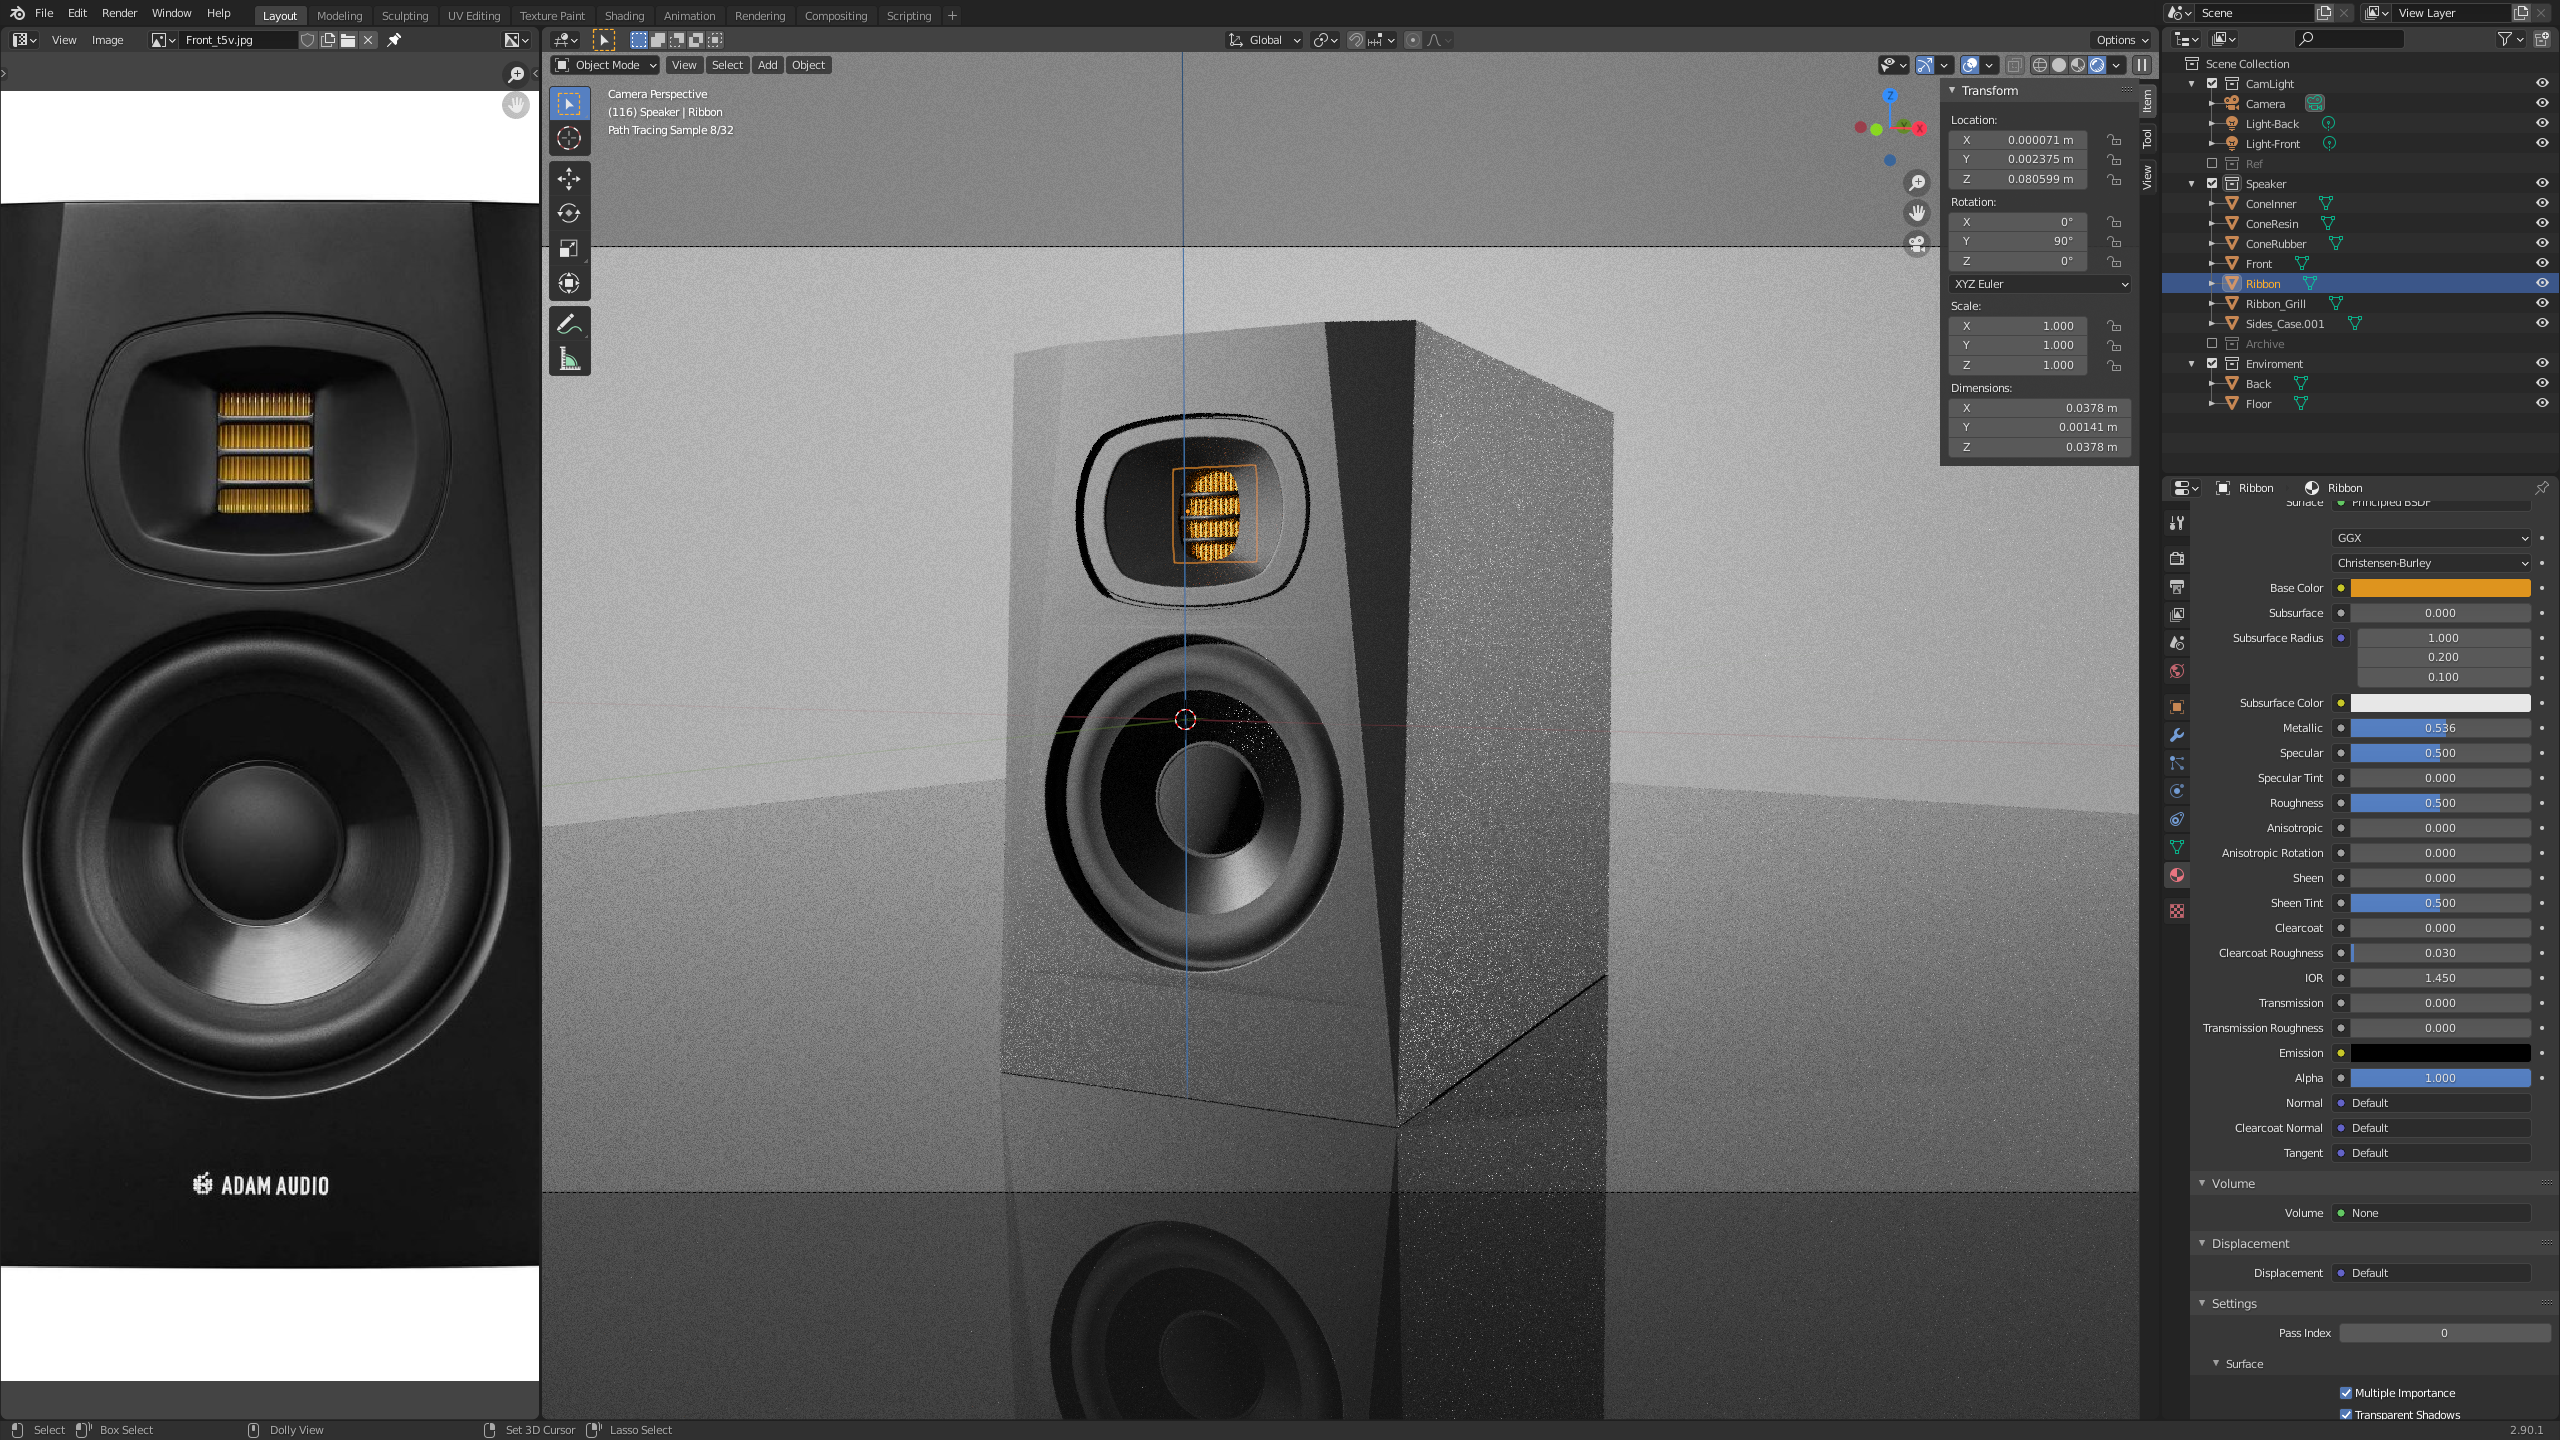 File Edit Render Window Help Layout Modeling Sculpting UV Editing Texture Paint Shading Animation Rendering Compositing Scripting + Scene View Layer
View Image Front_t5v.jpg Global Options
Object Mode View Select Add Object
Camera Perspective
(116) Speaker | Ribbon
Path Tracing Sample 8/32
ADAM AUDIO
Z
X
Transform
Location:
X 0.000071 m
Y 0.002375 m
Z 0.080599 m
Rotation:
X 0°
Y 90°
Z 0°
XYZ Euler
Scale:
X 1.000
Y 1.000
Z 1.000
Dimensions:
X 0.0378 m
Y 0.00141 m
Z 0.0378 m
Item
Tool
View
Scene Collection
CamLight
Camera
Light-Back
Light-Front
Ref
Speaker
ConeInner
ConeResin
ConeRubber
Front
Ribbon
Ribbon_Grill
Sides_Case.001
Archive
Enviroment
Back
Floor
Ribbon Ribbon
Surface Principled BSDF
GGX
Christensen-Burley
Base Color
Subsurface 0.000
Subsurface Radius 1.000
0.200
0.100
Subsurface Color
Metallic 0.536
Specular 0.500
Specular Tint 0.000
Roughness 0.500
Anisotropic 0.000
Anisotropic Rotation 0.000
Sheen 0.000
Sheen Tint 0.500
Clearcoat 0.000
Clearcoat Roughness 0.030
IOR 1.450
Transmission 0.000
Transmission Roughness 0.000
Emission
Alpha 1.000
Normal Default
Clearcoat Normal Default
Tangent Default
Volume
Volume None
Displacement
Displacement Default
Settings
Pass Index 0
Surface
Multiple Importance
Transparent Shadows
Select Box Select Dolly View Set 3D Cursor Lasso Select 2.90.1